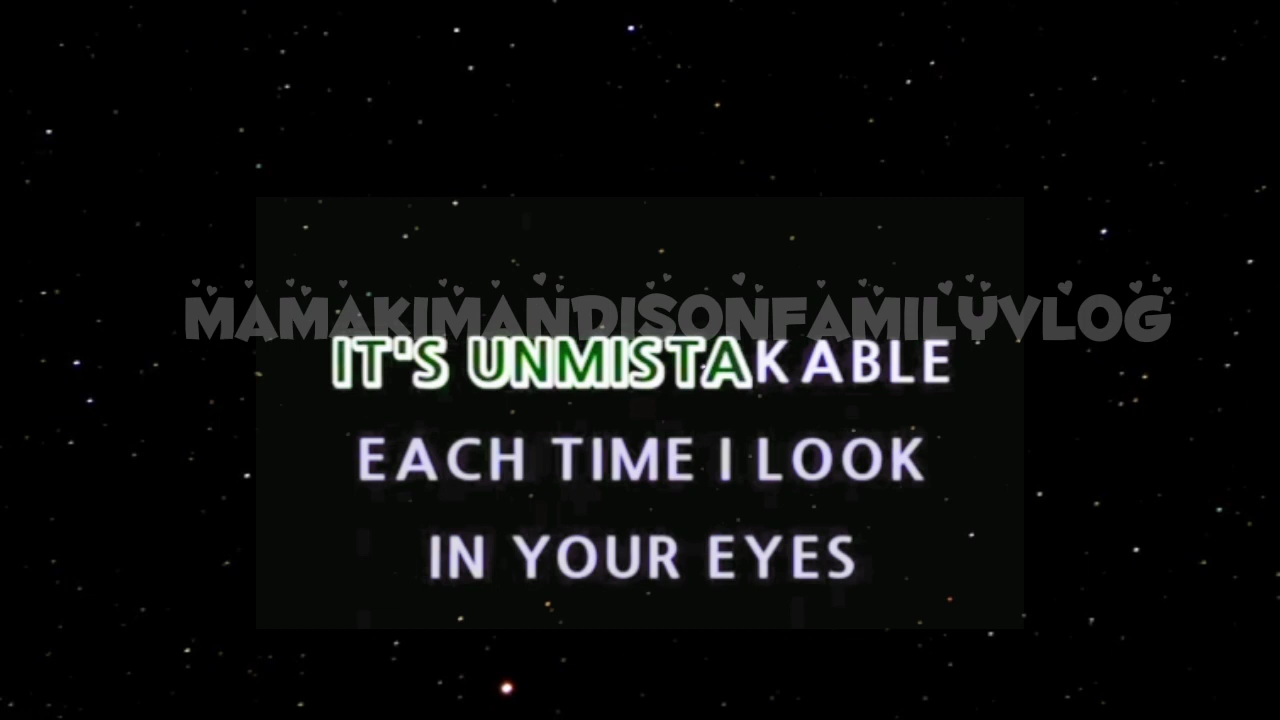 MAMAKIMANDISONFAMILYVLOG
IT'S UNMISTAKABLE
EACH TIME I LOOK
IN YOUR EYES